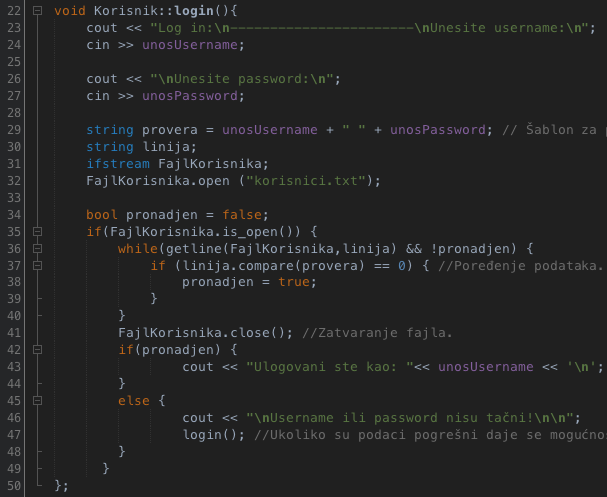 22 void Korisnik::login(){
23 cout << "Log in:\n-----------------------\nUnesite username:\n";
24 cin >> unosUsername;
25
26 cout << "\nUnesite password:\n";
27 cin >> unosPassword;
28
29 string provera = unosUsername + " " + unosPassword; // Šablon za
30 string linija;
31 ifstream FajlKorisnika;
32 FajlKorisnika.open ("korisnici.txt");
33
34 bool pronadjen = false;
35 if(FajlKorisnika.is_open()) {
36 while(getline(FajlKorisnika,linija) && !pronadjen) {
37 if (linija.compare(provera) == 0) { //Poređenje podataka.
38 pronadjen = true;
39 }
40 }
41 FajlKorisnika.close(); //Zatvaranje fajla.
42 if(pronadjen) {
43 cout << "Ulogovani ste kao: "<< unosUsername << '\n';
44 }
45 else {
46 cout << "\nUsername ili password nisu tačni!\n\n";
47 login(); //Ukoliko su podaci pogrešni daje se
48 }
49 }
50 };